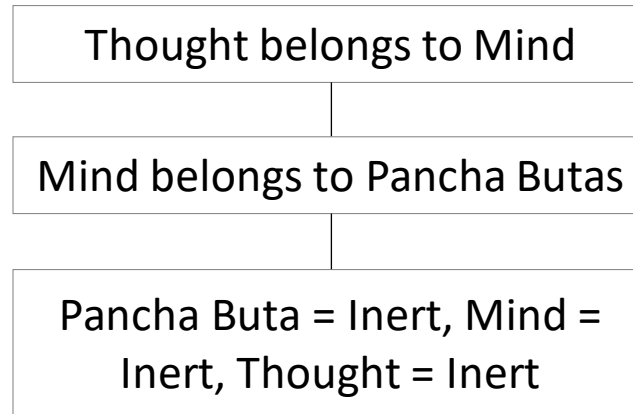 Thought belongs to Mind
Mind belongs to Pancha Butas
Pancha Buta = Inert, Mind =
Inert, Thought = Inert